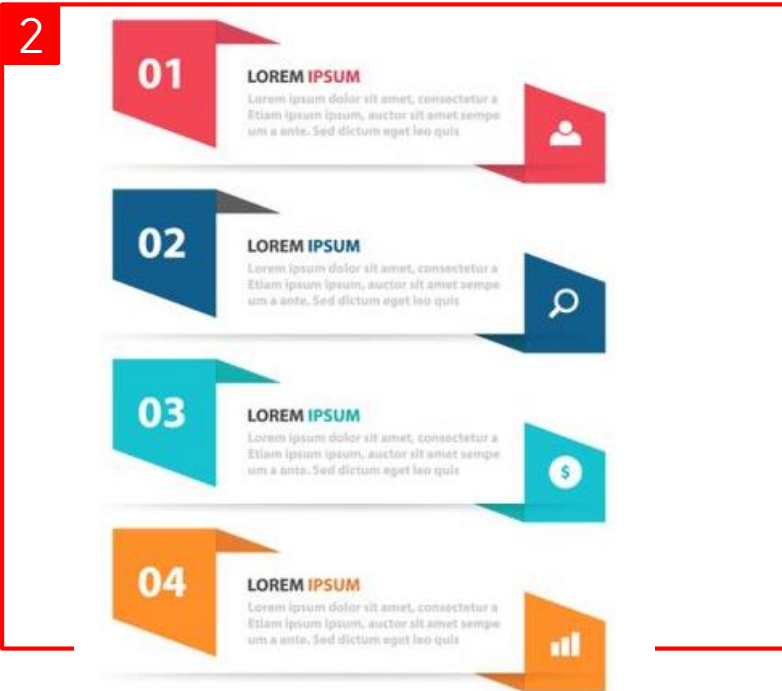 2
01
LOREM IPSUM
Lorem ipsum dolor sit amet, consectetur a
Etiam ipsum ipsum, auctor sit amet sempe
um a ante. Sed dictum eget leo quis
02
LOREM IPSUM
Lorem ipsum dolor sit amet, consectetur a
Etiam ipsum ipsum, auctor sit amet sempe
um a ante. Sed dictum eget leo quis
03
LOREM IPSUM
Lorem ipsum dolor sit amet, consectetur a
Etiam ipsum ipsum, auctor sit amet sempe
um a ante. Sed dictum eget leo quis
$
04
LOREM IPSUM
Lorem ipsum dolor sit amet, consectetur a
Etiam ipsum ipsum, auctor sit amet sempe
um a ante. Sed dictum eget leo quis